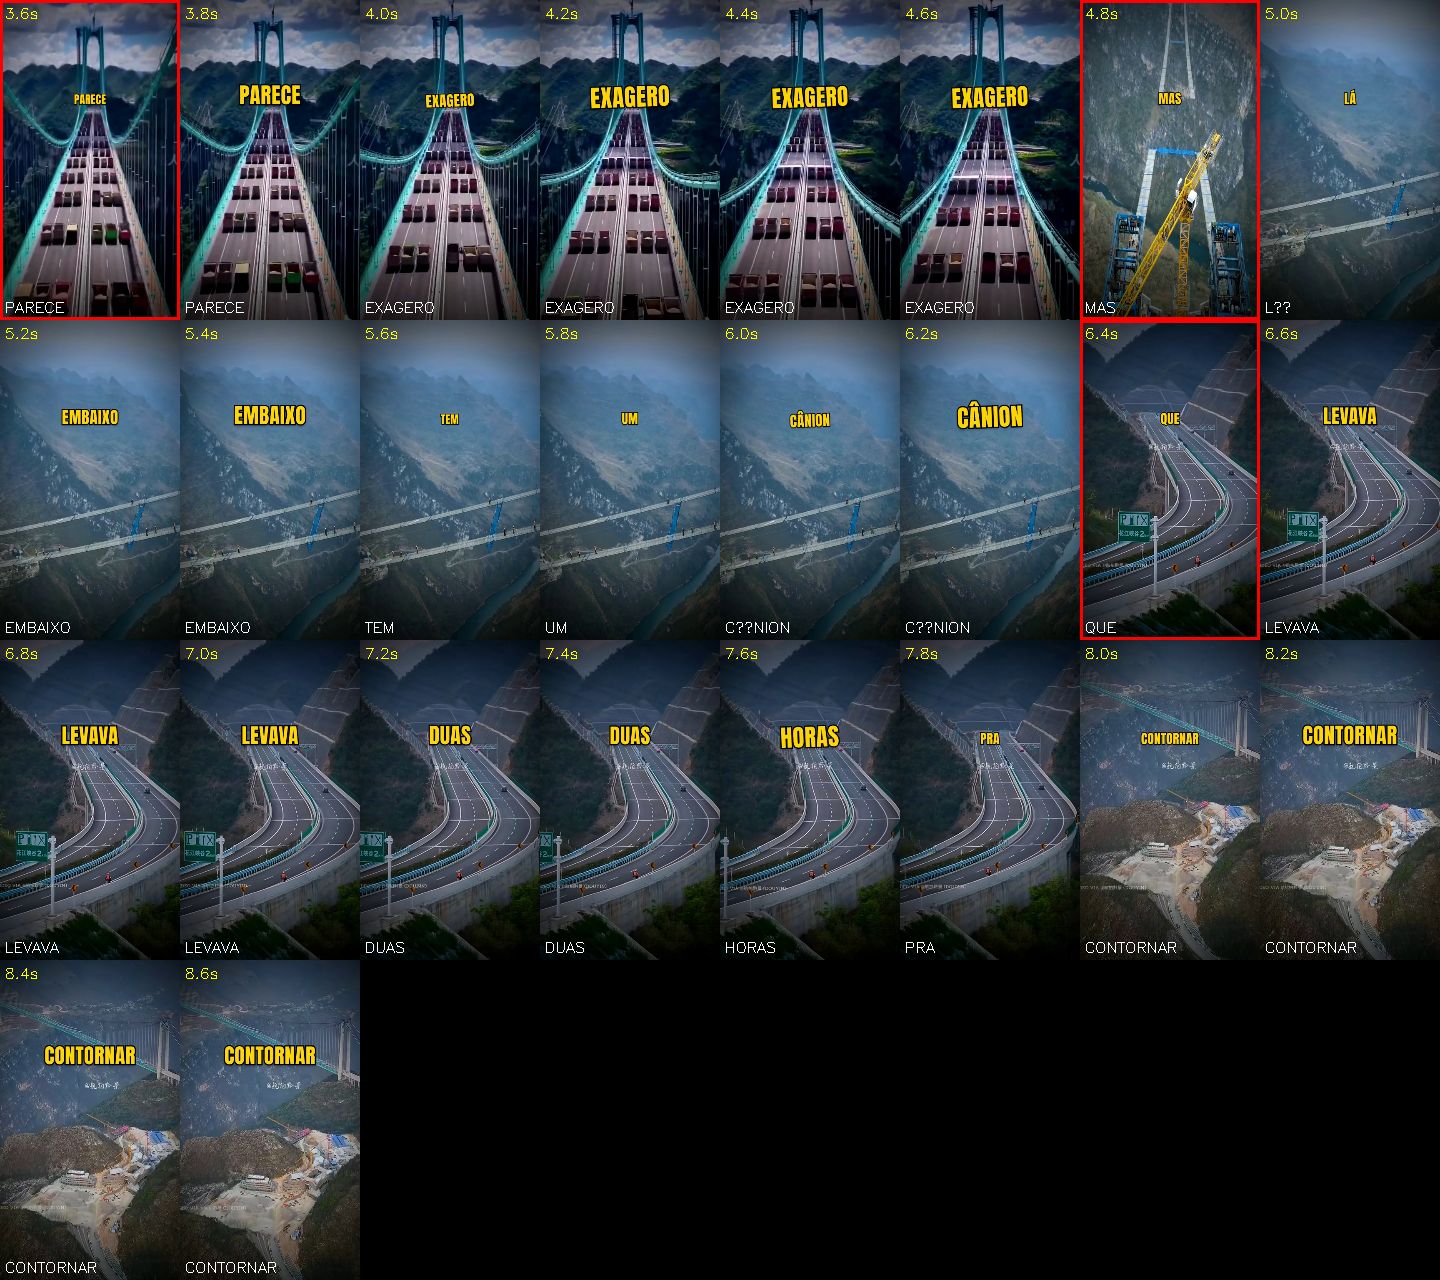 3.6s 3.8s 4.0s 4.2s 4.4s 4.6s 4.8s 5.0s
PARECE PARECE EXAGERO EXAGERO EXAGERO EXAGERO MAS LÁ
PARECE PARECE EXAGERO EXAGERO EXAGERO EXAGERO MAS L??
5.2s 5.4s 5.6s 5.8s 6.0s 6.2s 6.4s 6.6s
EMBAIXO EMBAIXO TEM UM CÂNION CÂNION QUE LEVAVA
EMBAIXO EMBAIXO TEM UM C??NION C??NION QUE LEVAVA
6.8s 7.0s 7.2s 7.4s 7.6s 7.8s 8.0s 8.2s
LEVAVA LEVAVA DUAS DUAS HORAS PRA CONTORNAR CONTORNAR
LEVAVA LEVAVA DUAS DUAS HORAS PRA CONTORNAR CONTORNAR
8.4s 8.6s
CONTORNAR CONTORNAR
CONTORNAR CONTORNAR